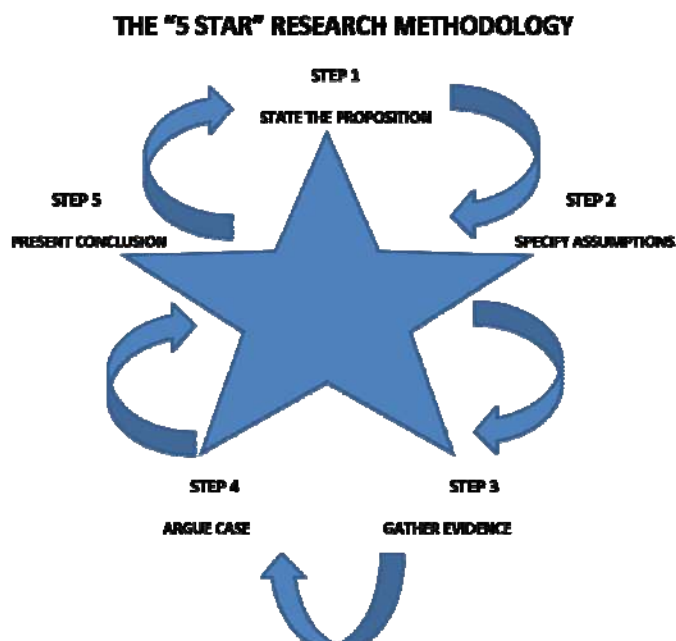 THE "5 STAR" RESEARCH METHODOLOGY
STEP 1
STATE THE PROPOSITION
STEP 2
SPECIFY ASSUMPTIONS
STEP 3
GATHER EVIDENCE
STEP 4
ARGUE CASE
STEP 5
PRESENT CONCLUSION